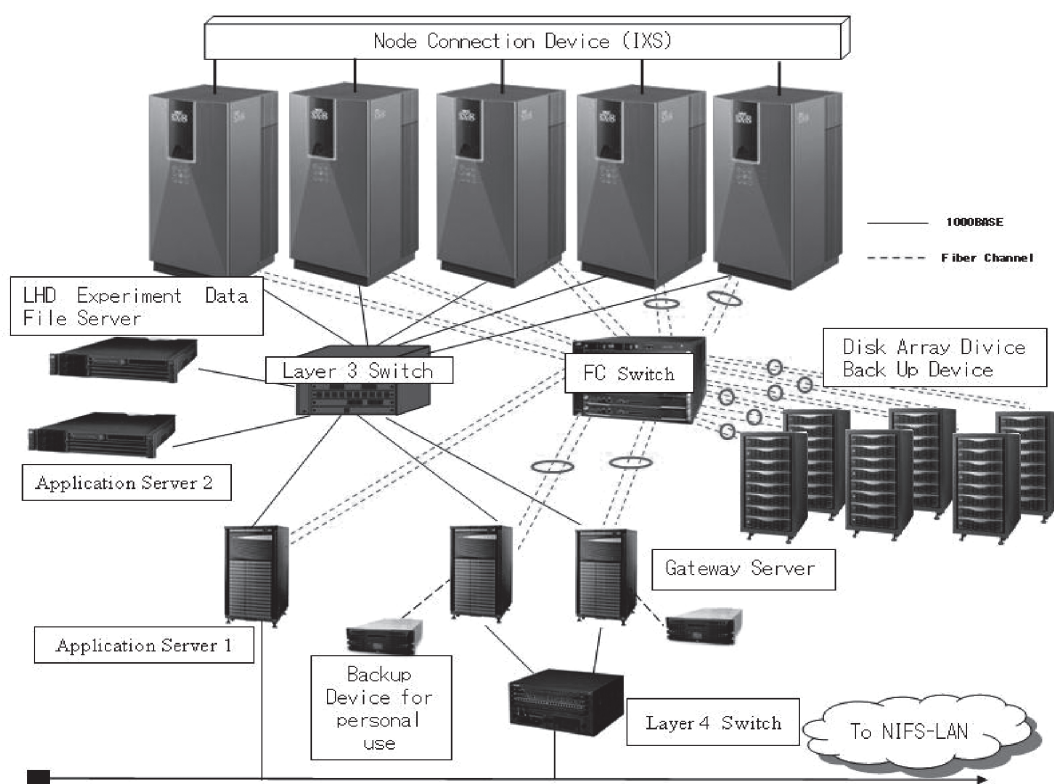 Node Connection Device (IXS)
1000BASE
Fiber Channel
LHD Experiment Data
File Server
Layer 3 Switch
FC Switch
Disk Array Divice
Back Up Device
Application Server 2
Gateway Server
Application Server 1
Backup
Device for
personal
use
Layer 4 Switch
To NIFS-LAN